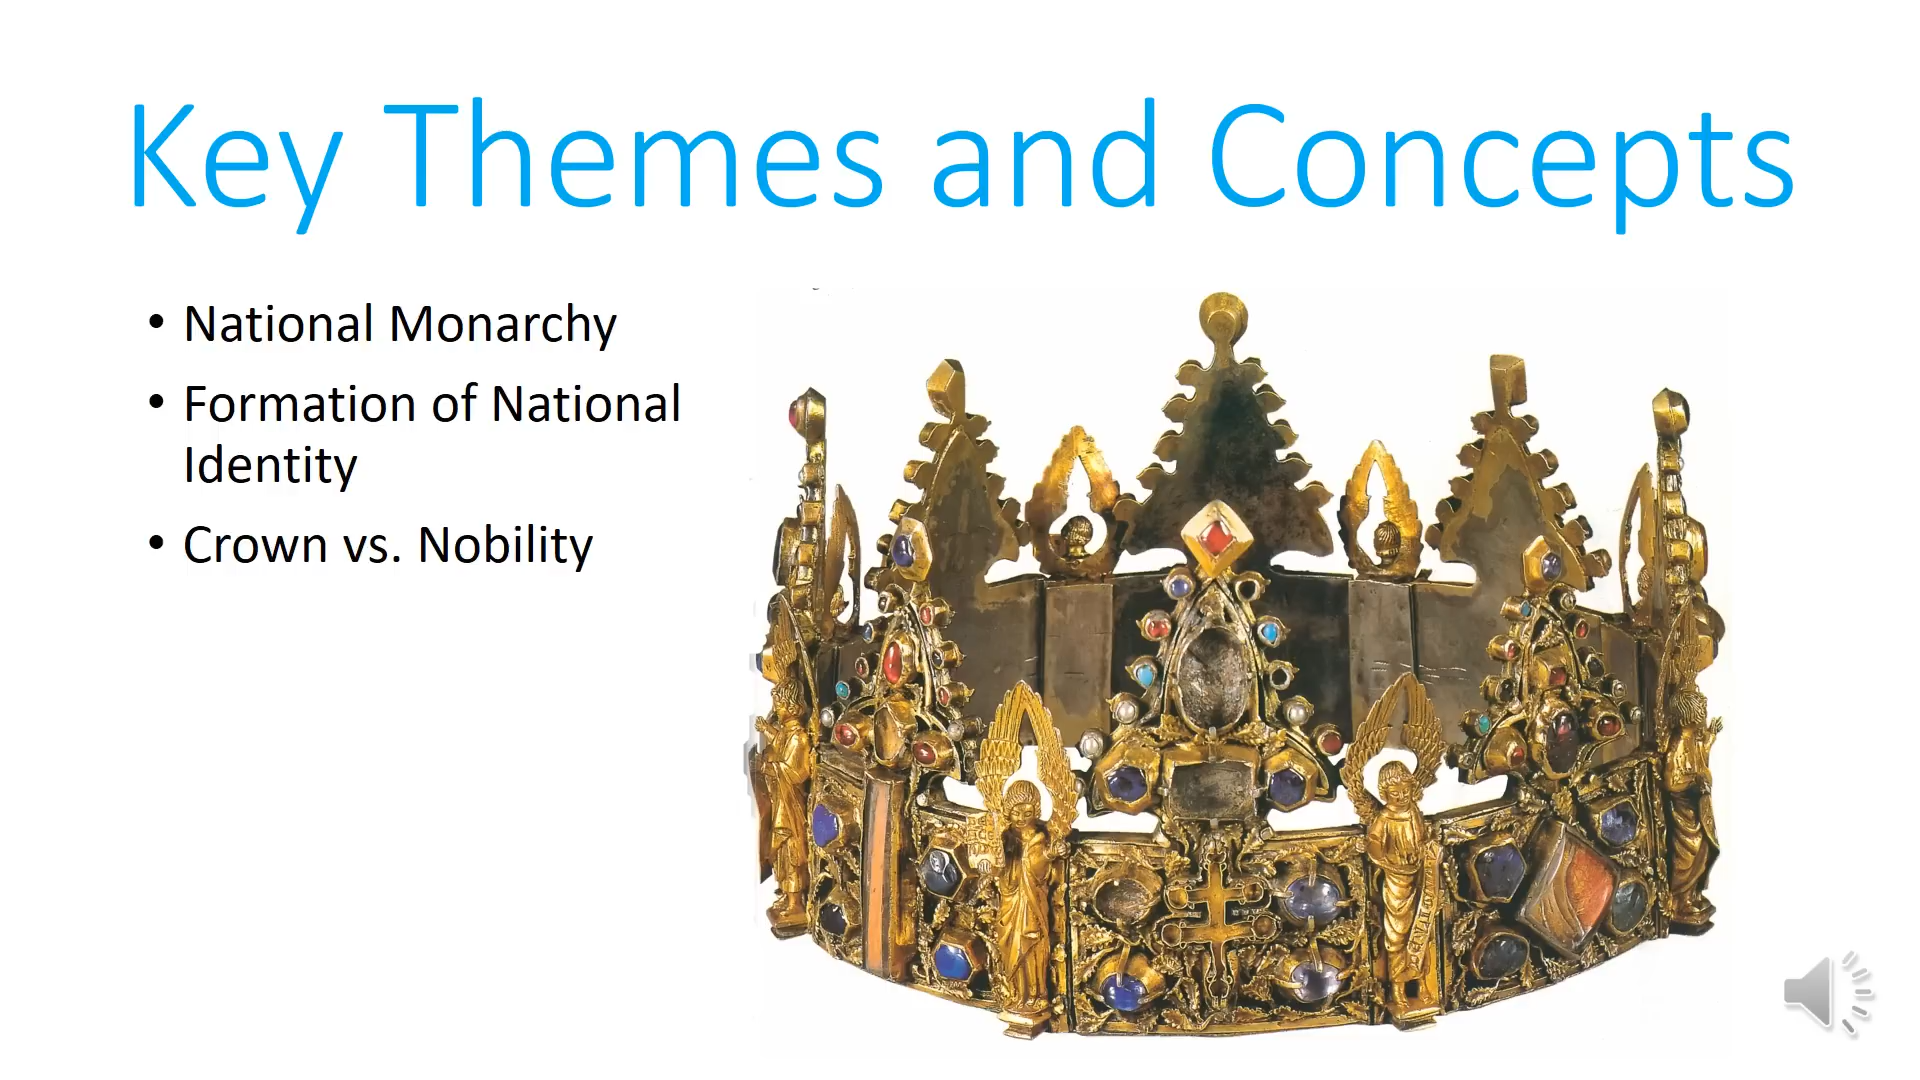 Key Themes and Concepts
• National Monarchy
• Formation of National
Identity
• Crown vs. Nobility